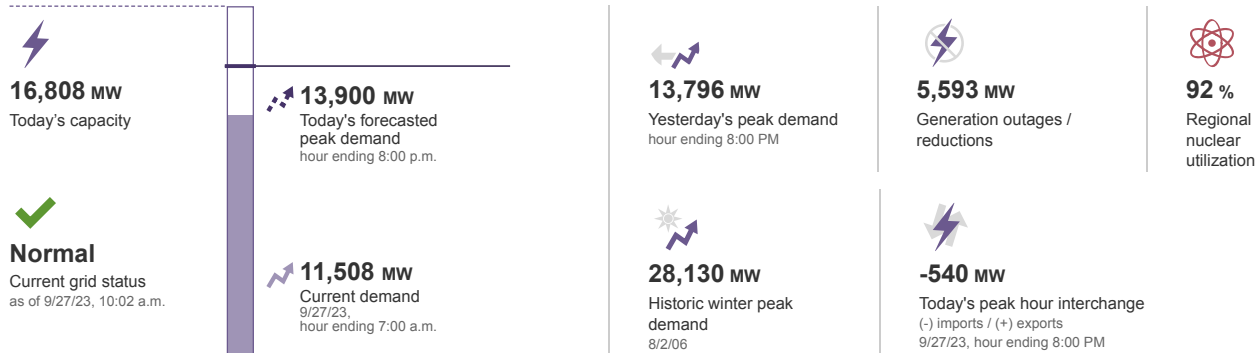 16,808 MW
Today's capacity
Normal
Current grid status
as of 9/27/23, 10:02 a.m.
13,900 MW
Today's forecasted
peak demand
hour ending 8:00 p.m.
11,508 MW
Current demand
9/27/23,
hour ending 7:00 a.m.
13,796 MW
Yesterday's peak demand
hour ending 8:00 PM
5,593 MW
Generation outages /
reductions
92 %
Regional
nuclear
utilization
28,130 MW
Historic winter peak
demand
8/2/06
-540 MW
Today's peak hour interchange
(-) imports / (+) exports
9/27/23, hour ending 8:00 PM